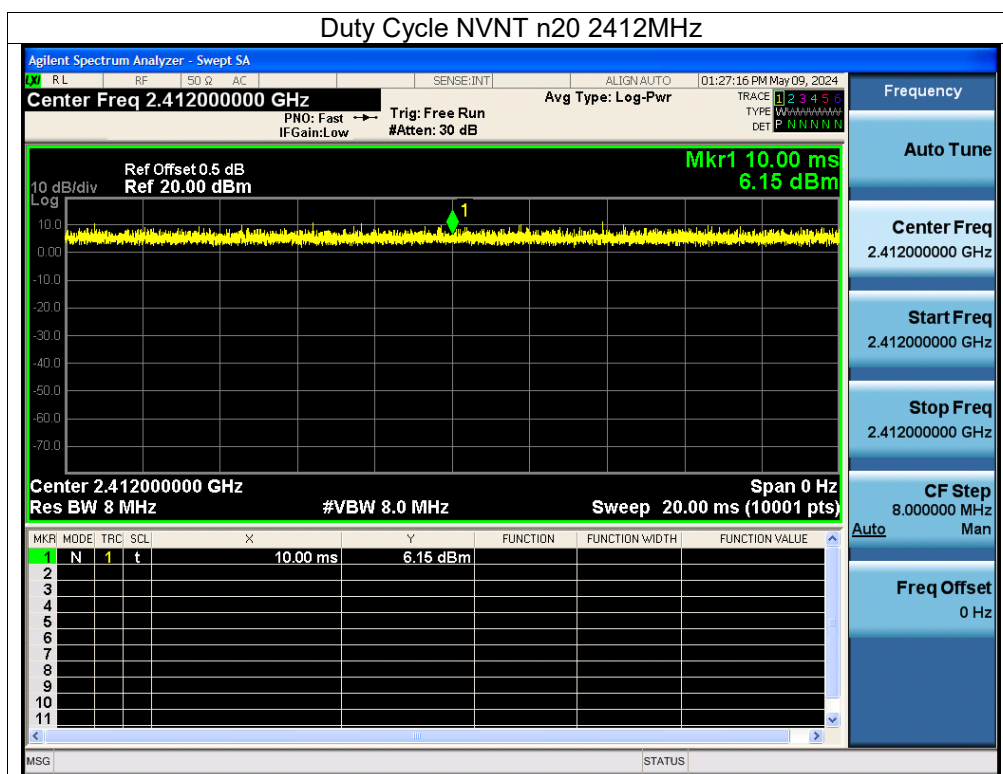 Duty Cycle NVNT n20 2412MHz
Agilent Spectrum Analyzer - Swept SA
LXI RL RF 50 Ω AC SENSE:INT ALIGN AUTO 01:27:16 PM May 09, 2024
Center Freq 2.412000000 GHz Avg Type: Log-Pwr TRACE 1 2 3 4 5 6
PNO: Fast Trig: Free Run TYPE WWWWWW
IFGain:Low #Atten: 30 dB DET P N N N N N
Frequency
Auto Tune
Mkr1 10.00 ms
6.15 dBm
Ref Offset 0.5 dB
10 dB/div Ref 20.00 dBm
Log
1
10.0
0.00
-10.0
-20.0
-30.0
-40.0
-50.0
-60.0
-70.0
Center 2.412000000 GHz Span 0 Hz
Res BW 8 MHz #VBW 8.0 MHz Sweep 20.00 ms (10001 pts)
Center Freq
2.412000000 GHz
Start Freq
2.412000000 GHz
Stop Freq
2.412000000 GHz
CF Step
8.000000 MHz
Auto Man
Freq Offset
0 Hz
MKR MODE TRC SCL X Y FUNCTION FUNCTION WIDTH FUNCTION VALUE
1 N 1 t 10.00 ms 6.15 dBm
2
3
4
5
6
7
8
9
10
11
MSG STATUS